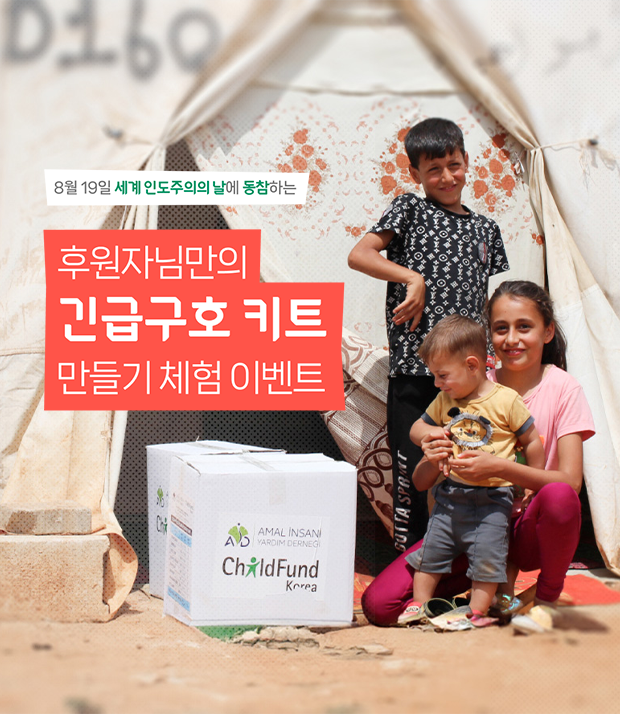 D160
8월 19일 세계 인도주의의 날에 동참하는
후원자님만의
긴급구호 키트
만들기 체험 이벤트
AID
AMAL İNSANİ
YARDIM DERNEĞİ
ChildFund
Korea